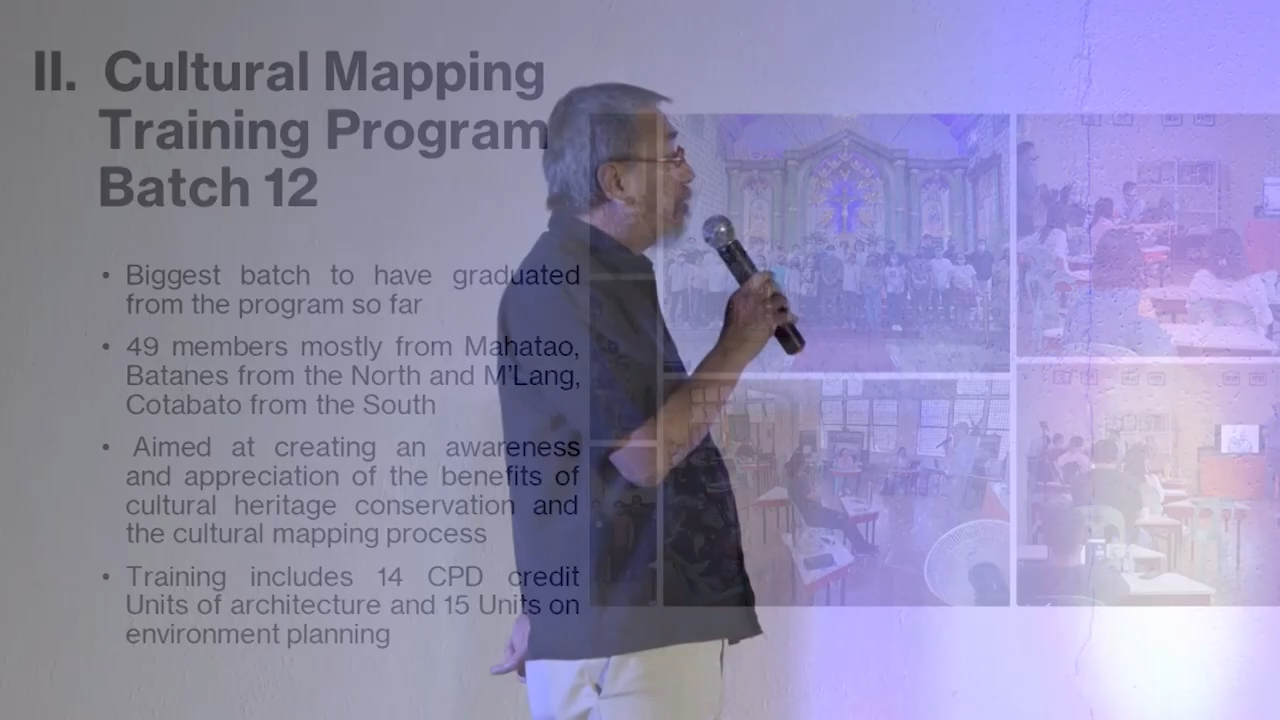 II. Cultural Mapping
Training Program
Batch 12
• Biggest batch to have graduated
from the program so far
• 49 members mostly from Mahatao,
Batanes from the North and M'Lang,
Cotabato from the South
• Aimed at creating an awareness
and appreciation of the benefits of
cultural heritage conservation and
the cultural mapping process
• Training includes 14 CPD credit
Units of architecture and 15 Units on
environment planning